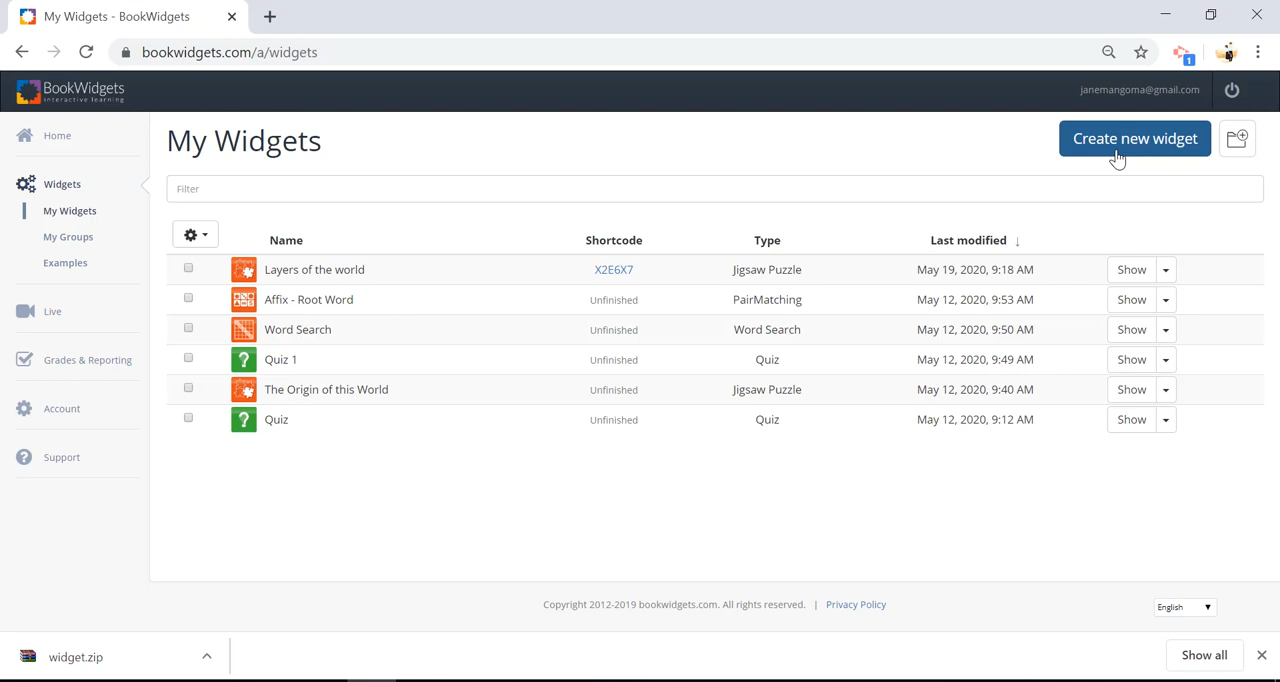 My Widgets - BookWidgets
bookwidgets.com/a/widgets
1
BookWidgets
interactive learning
janemangoma@gmail.com
Home
Widgets
My Widgets
My Groups
Examples
Live
Grades & Reporting
Account
Support
My Widgets
Create new widget
Filter
Name Shortcode Type Last modified ↓
Layers of the world X2E6X7 Jigsaw Puzzle May 19, 2020, 9:18 AM Show
Affix - Root Word Unfinished PairMatching May 12, 2020, 9:53 AM Show
Word Search Unfinished Word Search May 12, 2020, 9:50 AM Show
Quiz 1 Unfinished Quiz May 12, 2020, 9:49 AM Show
The Origin of this World Unfinished Jigsaw Puzzle May 12, 2020, 9:40 AM Show
Quiz Unfinished Quiz May 12, 2020, 9:12 AM Show
Copyright 2012-2019 bookwidgets.com. All rights reserved. | Privacy Policy
English
widget.zip
Show all